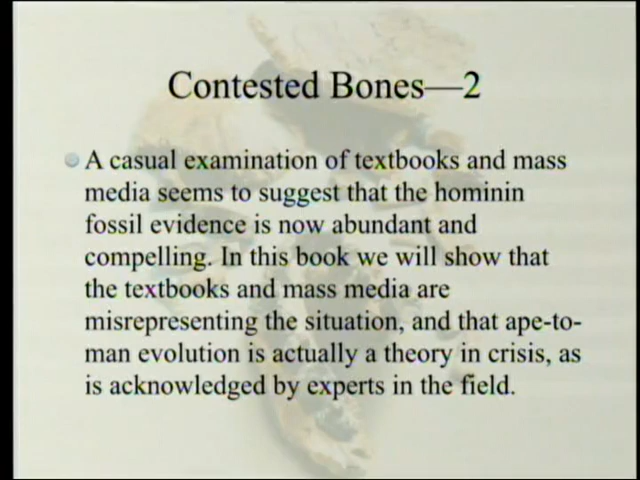 Contested Bones—2
A casual examination of textbooks and mass
media seems to suggest that the hominin
fossil evidence is now abundant and
compelling. In this book we will show that
the textbooks and mass media are
misrepresenting the situation, and that ape-to-
man evolution is actually a theory in crisis, as
is acknowledged by experts in the field.